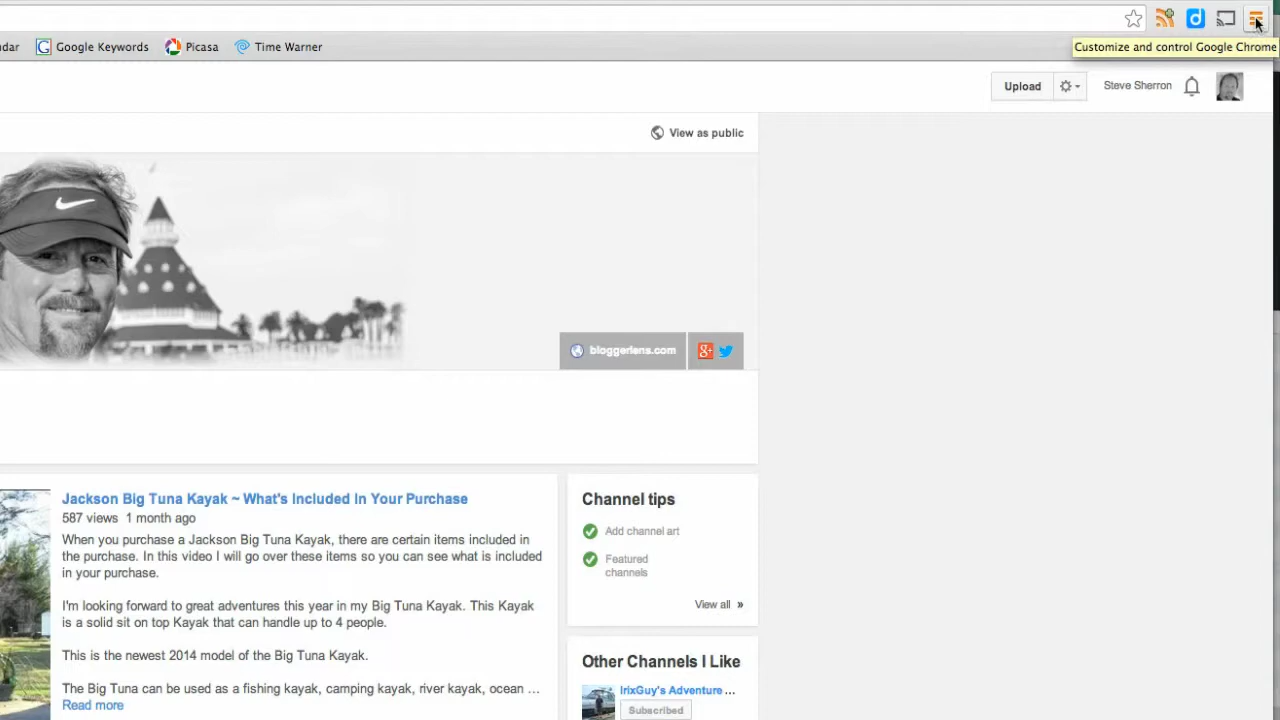 dar Google Keywords Picasa Time Warner
Customize and control Google Chrome
Upload Steve Sherron
View as public
bloggerlens.com
Jackson Big Tuna Kayak ~ What's Included In Your Purchase
587 views 1 month ago
When you purchase a Jackson Big Tuna Kayak, there are certain items included in
the purchase. In this video I will go over these items so you can see what is included
in your purchase.
I'm looking forward to great adventures this year in my Big Tuna Kayak. This Kayak
is a solid sit on top Kayak that can handle up to 4 people.
This is the newest 2014 model of the Big Tuna Kayak.
The Big Tuna can be used as a fishing kayak, camping kayak, river kayak, ocean ...
Read more
Channel tips
Add channel art
Featured
channels
View all »
Other Channels I Like
IrixGuy's Adventure ...
Subscribed